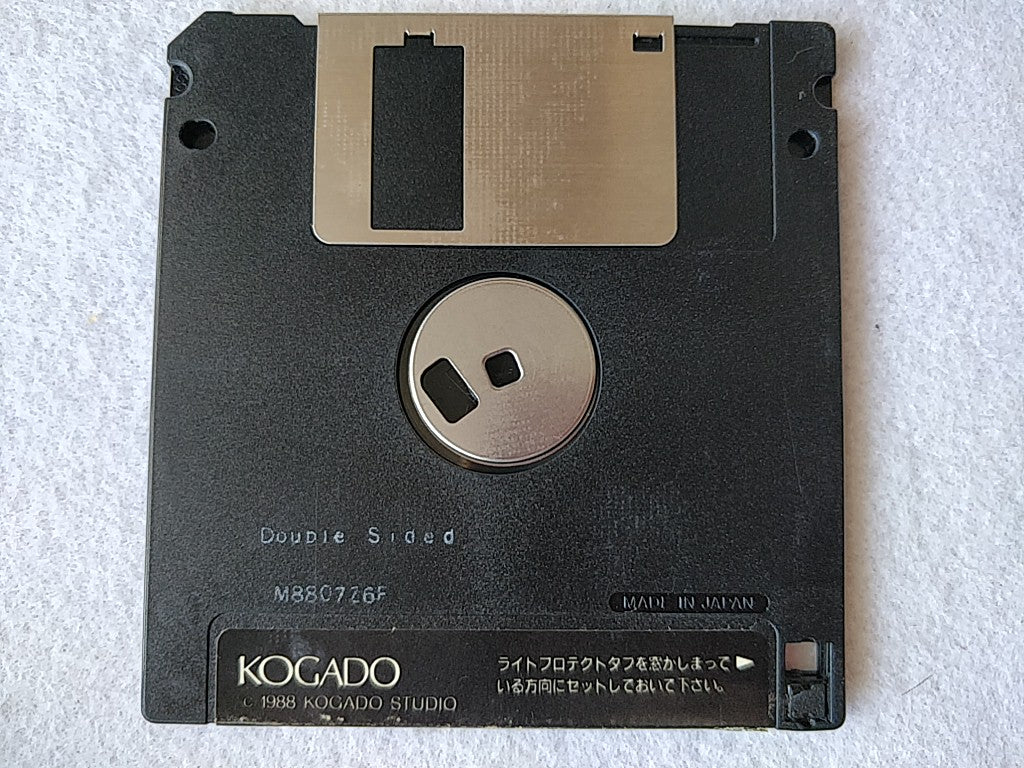 Double Sided
M880726F
MADE IN JAPAN
KOGADO
ライトプロテクトタブを窓がしまって▶
いる方向にセットしておいて下さい。
© 1988 KOGADO STUDIO